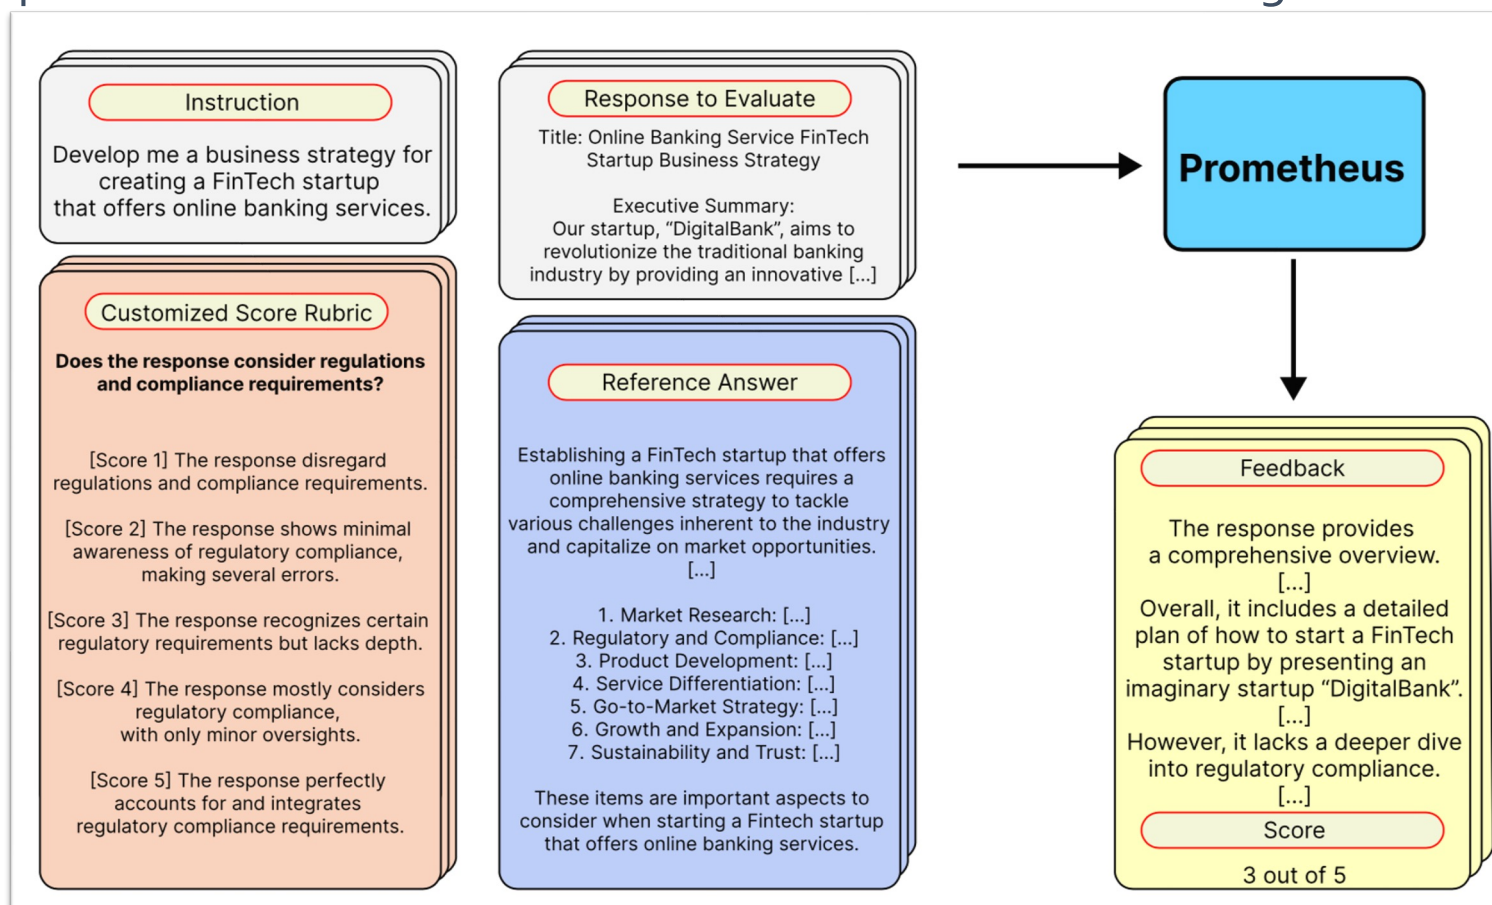 Instruction
Develop me a business strategy for
creating a FinTech startup
that offers online banking services.
Customized Score Rubric
Does the response consider regulations
and compliance requirements?
[Score 1] The response disregard
regulations and compliance requirements.
[Score 2] The response shows minimal
awareness of regulatory compliance,
making several errors.
[Score 3] The response recognizes certain
regulatory requirements but lacks depth.
[Score 4] The response mostly considers
regulatory compliance,
with only minor oversights.
[Score 5] The response perfectly
accounts for and integrates
regulatory compliance requirements.
Response to Evaluate
Title: Online Banking Service FinTech
Startup Business Strategy
Executive Summary:
Our startup, “DigitalBank”, aims to
revolutionize the traditional banking
industry by providing an innovative [...]
Reference Answer
Establishing a FinTech startup that offers
online banking services requires a
comprehensive strategy to tackle
various challenges inherent to the industry
and capitalize on market opportunities.
[...]
1. Market Research: [...]
2. Regulatory and Compliance: [...]
3. Product Development: [...]
4. Service Differentiation: [...]
5. Go-to-Market Strategy: [...]
6. Growth and Expansion: [...]
7. Sustainability and Trust: [...]
These items are important aspects to
consider when starting a Fintech startup
that offers online banking services.
Prometheus
Feedback
The response provides
a comprehensive overview.
[...]
Overall, it includes a detailed
plan of how to start a FinTech
startup by presenting an
imaginary startup “DigitalBank”.
[...]
However, it lacks a deeper dive
into regulatory compliance.
[...]
Score
3 out of 5